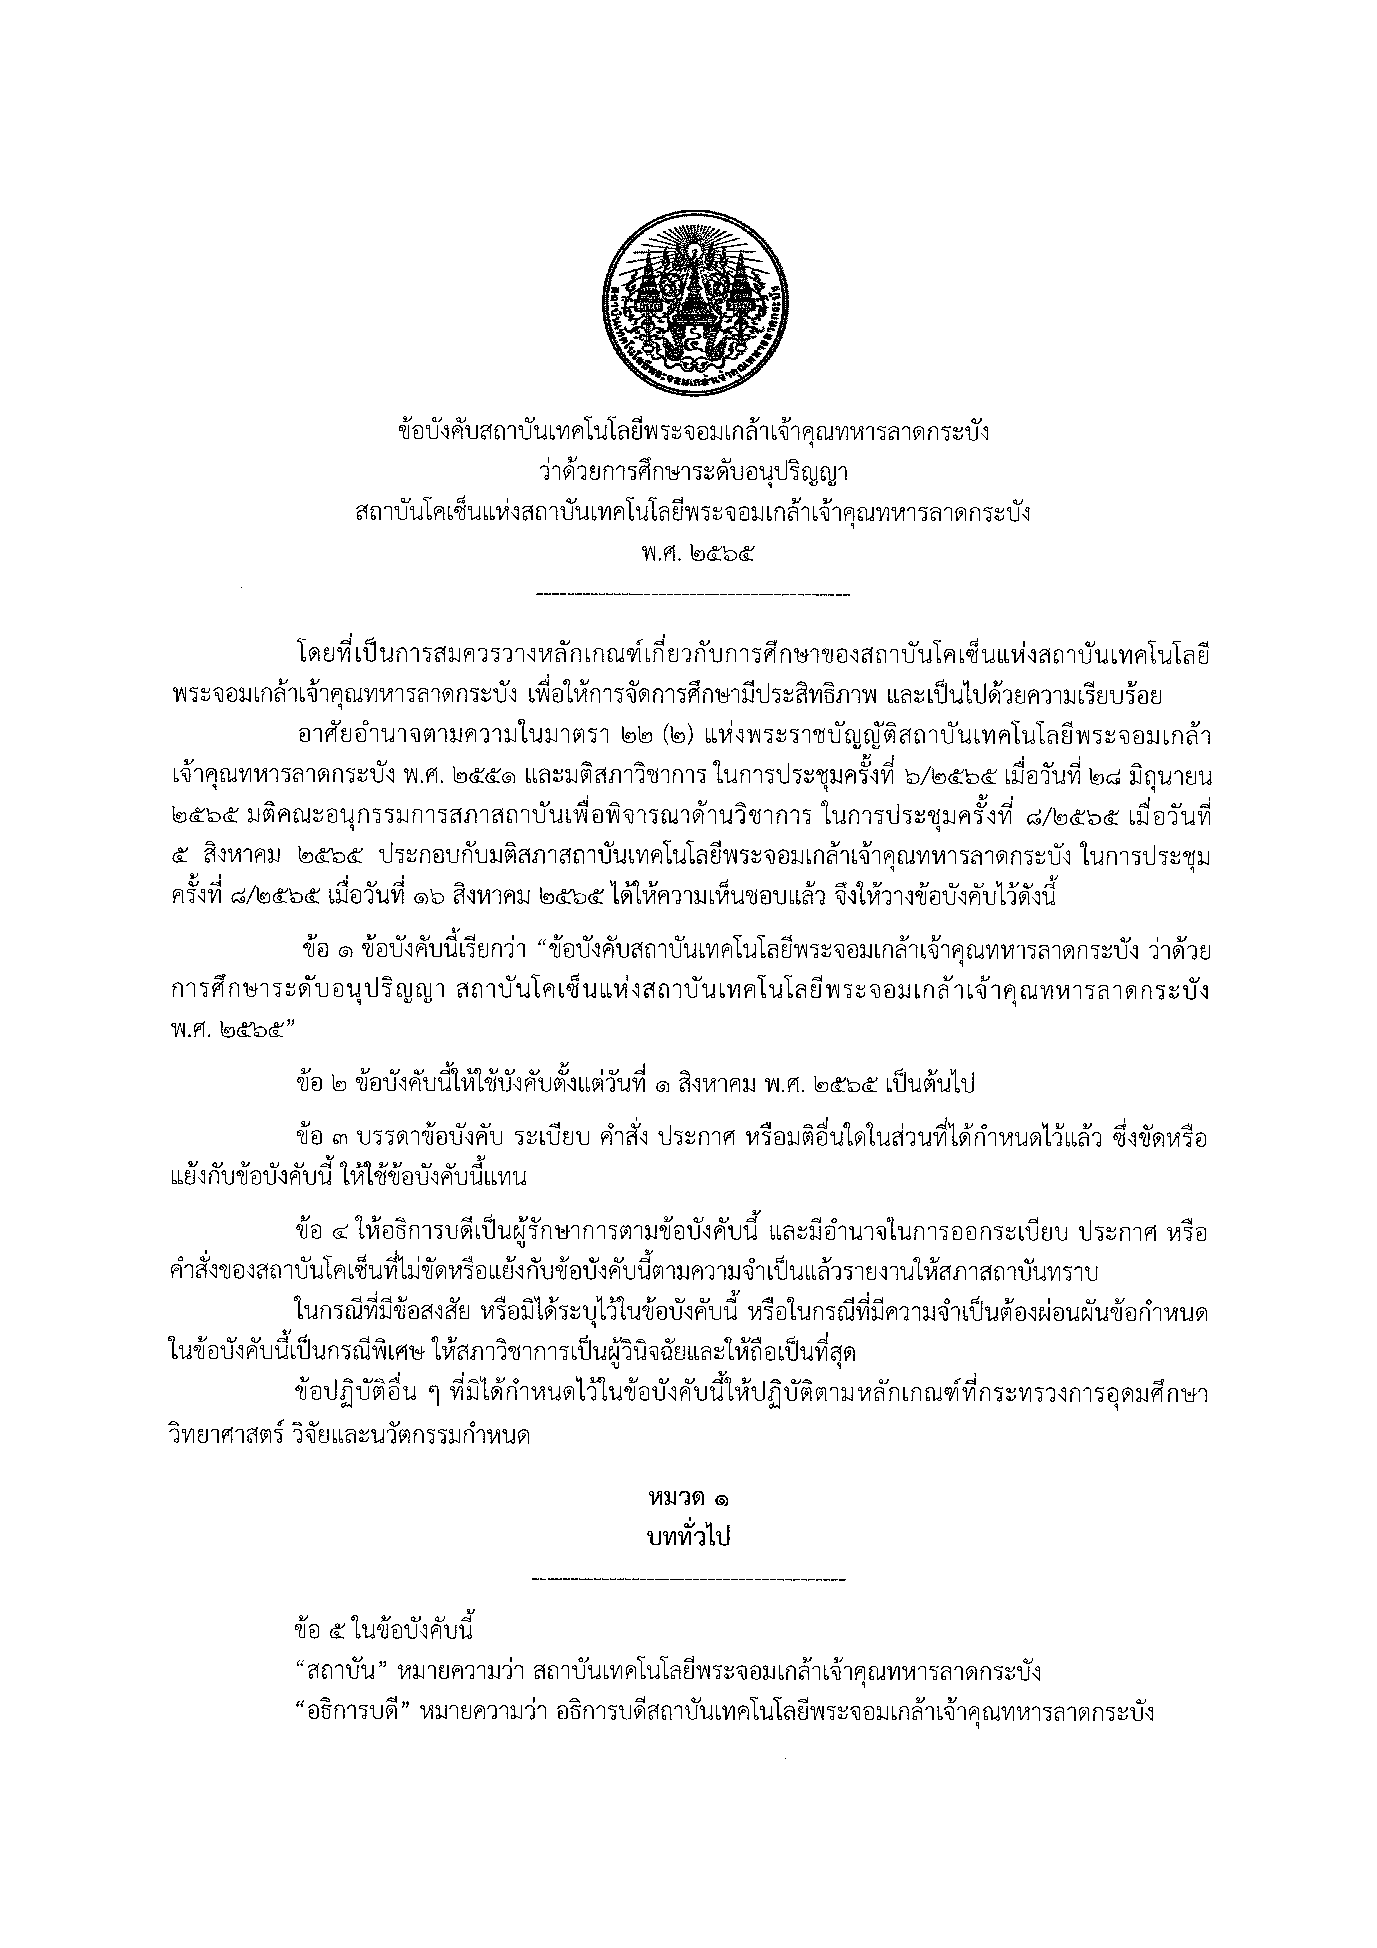 สถาบันเทคโนโลยีพระจอมเกล้าเจ้าคุณทหารลาดกระบัง
ข้อบังคับสถาบันเทคโนโลยีพระจอมเกล้าเจ้าคุณทหารลาดกระบัง
ว่าด้วยการศึกษาระดับอนุปริญญา
สถาบันโคเซ็นแห่งสถาบันเทคโนโลยีพระจอมเกล้าเจ้าคุณทหารลาดกระบัง
พ.ศ. ๒๕๖๕
โดยที่เป็นการสมควรวางหลักเกณฑ์เกี่ยวกับการศึกษาของสถาบันโคเซ็นแห่งสถาบันเทคโนโลยี
พระจอมเกล้าเจ้าคุณทหารลาดกระบัง เพื่อให้การจัดการศึกษามีประสิทธิภาพ และเป็นไปด้วยความเรียบร้อย
อาศัยอำนาจตามความในมาตรา ๒๒ (๒) แห่งพระราชบัญญัติสถาบันเทคโนโลยีพระจอมเกล้า
เจ้าคุณทหารลาดกระบัง พ.ศ. ๒๕๕๑ และมติสภาวิชาการ ในการประชุมครั้งที่ ๖/๒๕๖๕ เมื่อวันที่ ๒๘ มิถุนายน
๒๕๖๕ มติคณะอนุกรรมการสภาสถาบันเพื่อพิจารณาด้านวิชาการ ในการประชุมครั้งที่ ๘/๒๕๖๕ เมื่อวันที่
๕ สิงหาคม ๒๕๖๕ ประกอบกับมติสภาสถาบันเทคโนโลยีพระจอมเกล้าเจ้าคุณทหารลาดกระบัง ในการประชุม
ครั้งที่ ๘/๒๕๖๕ เมื่อวันที่ ๑๖ สิงหาคม ๒๕๖๕ ได้ให้ความเห็นชอบแล้ว จึงให้วางข้อบังคับไว้ดังนี้
ข้อ ๑ ข้อบังคับนี้เรียกว่า “ข้อบังคับสถาบันเทคโนโลยีพระจอมเกล้าเจ้าคุณทหารลาดกระบัง ว่าด้วย
การศึกษาระดับอนุปริญญา สถาบันโคเซ็นแห่งสถาบันเทคโนโลยีพระจอมเกล้าเจ้าคุณทหารลาดกระบัง
พ.ศ. ๒๕๖๕”
ข้อ ๒ ข้อบังคับนี้ให้ใช้บังคับตั้งแต่วันที่ ๑ สิงหาคม พ.ศ. ๒๕๖๕ เป็นต้นไป
ข้อ ๓ บรรดาข้อบังคับ ระเบียบ คำสั่ง ประกาศ หรือมติอื่นใดในส่วนที่ได้กำหนดไว้แล้ว ซึ่งขัดหรือ
แย้งกับข้อบังคับนี้ ให้ใช้ข้อบังคับนี้แทน
ข้อ ๔ ให้อธิการบดีเป็นผู้รักษาการตามข้อบังคับนี้ และมีอำนาจในการออกระเบียบ ประกาศ หรือ
คำสั่งของสถาบันโคเซ็นที่ไม่ขัดหรือแย้งกับข้อบังคับนี้ตามความจำเป็นแล้วรายงานให้สภาสถาบันทราบ
ในกรณีที่มีข้อสงสัย หรือมิได้ระบุไว้ในข้อบังคับนี้ หรือในกรณีที่มีความจำเป็นต้องผ่อนผันข้อกำหนด
ในข้อบังคับนี้เป็นกรณีพิเศษ ให้สภาวิชาการเป็นผู้วินิจฉัยและให้ถือเป็นที่สุด
ข้อปฏิบัติอื่น ๆ ที่มิได้กำหนดไว้ในข้อบังคับนี้ให้ปฏิบัติตามหลักเกณฑ์ที่กระทรวงการอุดมศึกษา
วิทยาศาสตร์ วิจัยและนวัตกรรมกำหนด
หมวด ๑
บททั่วไป
ข้อ ๕ ในข้อบังคับนี้
“สถาบัน” หมายความว่า สถาบันเทคโนโลยีพระจอมเกล้าเจ้าคุณทหารลาดกระบัง
“อธิการบดี” หมายความว่า อธิการบดีสถาบันเทคโนโลยีพระจอมเกล้าเจ้าคุณทหารลาดกระบัง